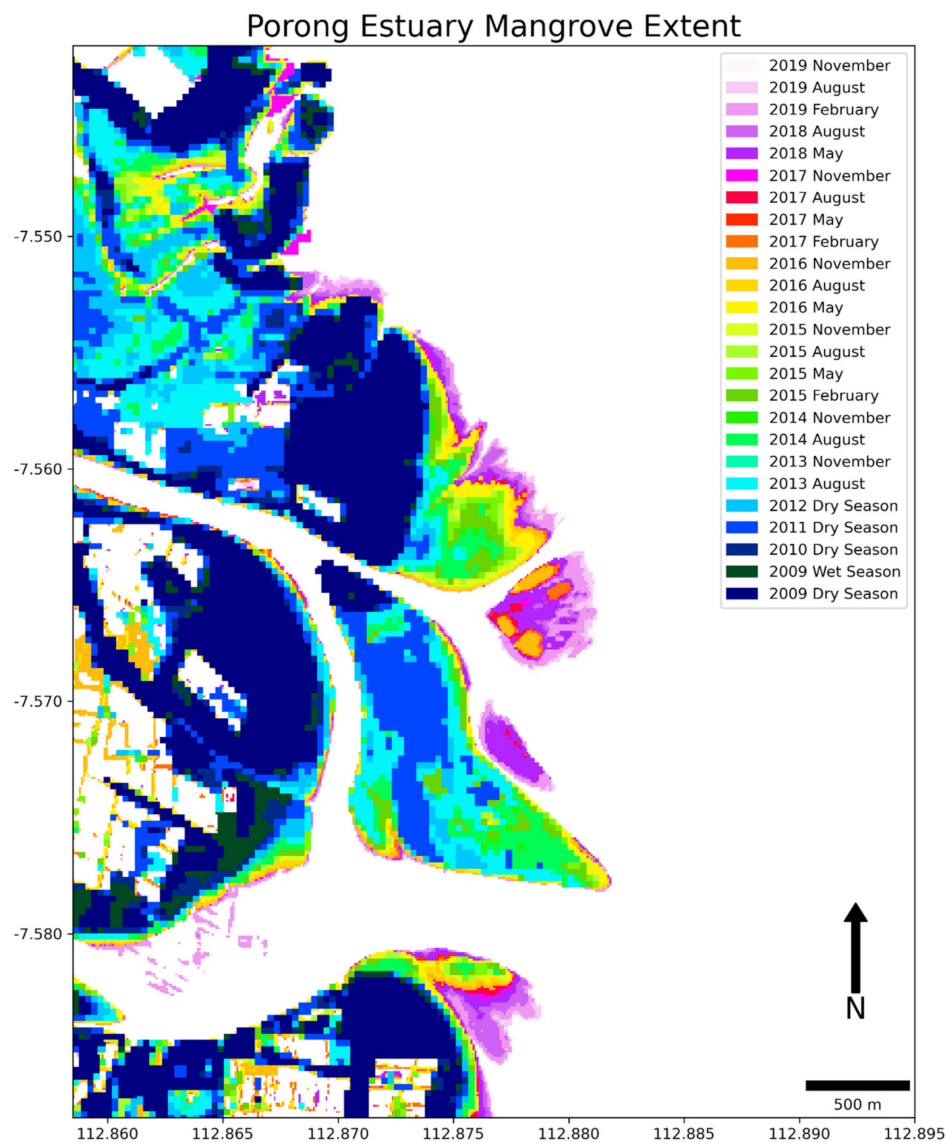 Porong Estuary Mangrove Extent
2019 November
2019 August
2019 February
2018 August
2018 May
2017 November
2017 August
2017 May
2017 February
2016 November
2016 August
2016 May
2015 November
2015 August
2015 May
2015 February
2014 November
2014 August
2013 November
2013 August
2012 Dry Season
2011 Dry Season
2010 Dry Season
2009 Wet Season
2009 Dry Season
-7.550
-7.560
-7.570
-7.580
N
500 m
112.860 112.865 112.870 112.875 112.880 112.885 112.890 112.895